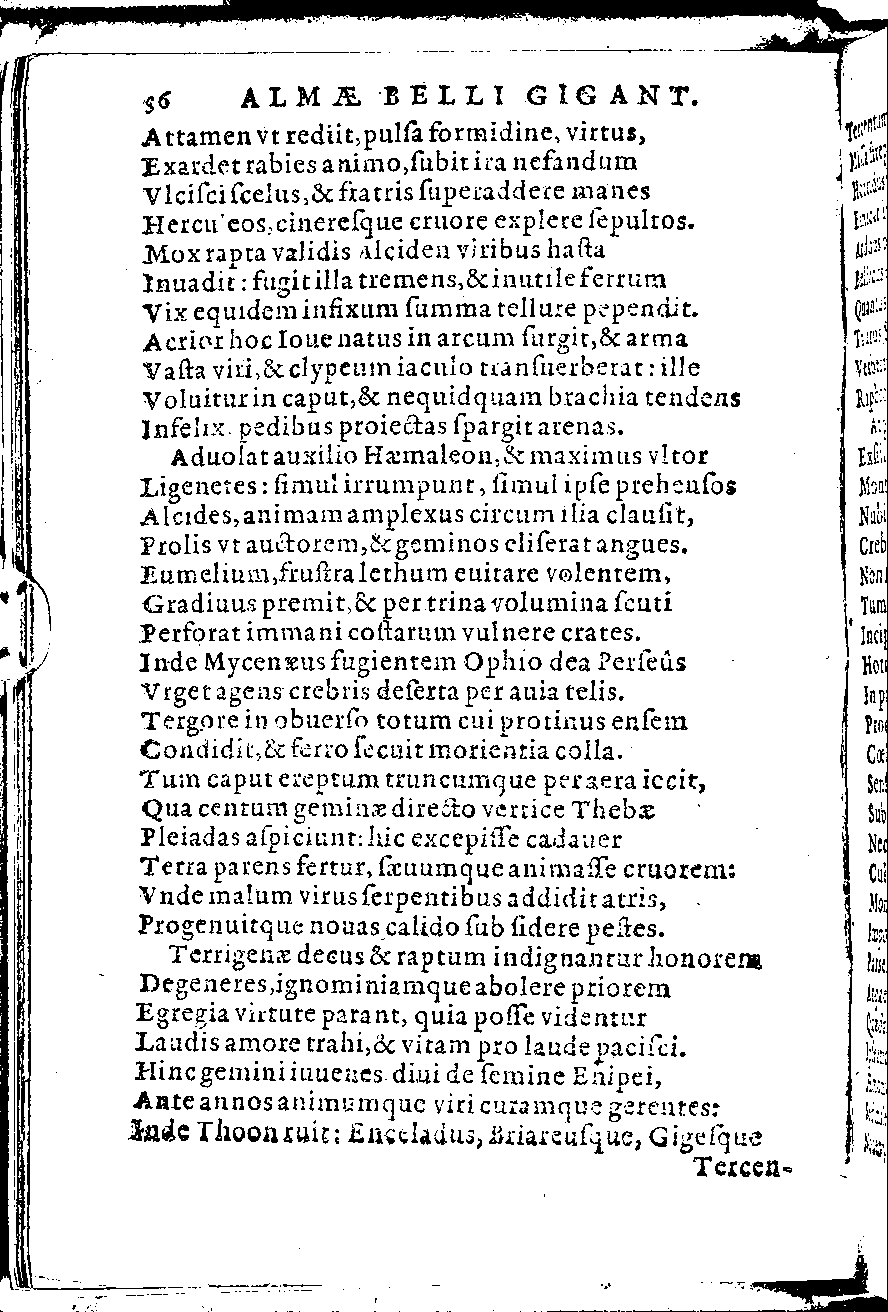 96 ALMÆ BELLI GIGANT.
Attamen vt rediit, pulſa formidine, virtus,
Exardet rabies animo, ſubit ira nefandum
Vlciſci ſcelus, & fratris ſuperaddere manes
Hercu'eos, cinereſque cruore explere ſepultos.
Mox rapta validis Alciden viribus haſta
Inuadit: fugit illa tremens, & inutile ferrum
Vix equidem infixum ſumma tellure pependit.
Acrior hoc Ioue natus in arcum ſurgit, & arma
Vaſta viri, & clypeum iaculo tranſuerberat: ille
Voluitur in caput, & nequidquam brachia tendens
Infelix pedibus proiectas ſpargit arenas.
Aduolat auxilio Hæmaleon, & maximus vltor
Ligenetes: ſimul irrumpunt, ſimul ipſe prehenſos
Alcides, animam amplexus circum ilia clauſit,
Prolis vt auctorem, & geminos eliſerat angues.
Eumelium, fruſtra lethum euitare volentem,
Gradiuus premit, & per trina volumina ſcuti
Perforat immani coſtarum vulnere crates.
Inde Mycenæus fugientem Ophio dea Perſeûs
Vrget agens crebris deſerta per auia telis.
Tergore in obuerſo totum cui protinus enſem
Condidit, & ferro ſecuit morientia colla.
Tum caput ereptum truncumque per aera iecit,
Qua centum geminæ directo vertice Thebæ
Pleiadas aſpiciunt: hic excepiſſe cadauer
Terra parens fertur, ſæuumque animaſſe cruorem:
Vnde malum virus ſerpentibus addidit atris,
Progenuitque nouas calido ſub ſidere peſtes.
Terrigenæ decus & raptum indignantur honorem
Degeneres, ignominiamque abolere priorem
Egregia virtute parant, quia poſſe videntur
Laudis amore trahi, & vitam pro laude paciſci.
Hinc gemini iuuenes diui de ſemine Enipei,
Ante annos animumque viri curamque gerentes:
Inde Thoon ruit: Enceladus, Briareuſque, Gigeſque
Tercen-